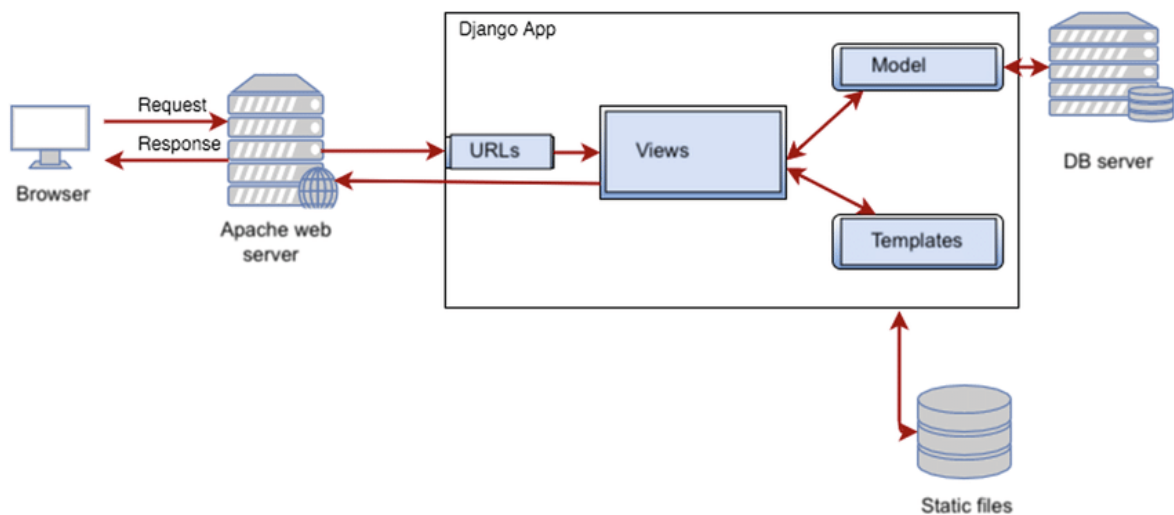 Django App
Model
Request
Response
URLs
Views
DB server
Browser
Apache web
server
Templates
Static files